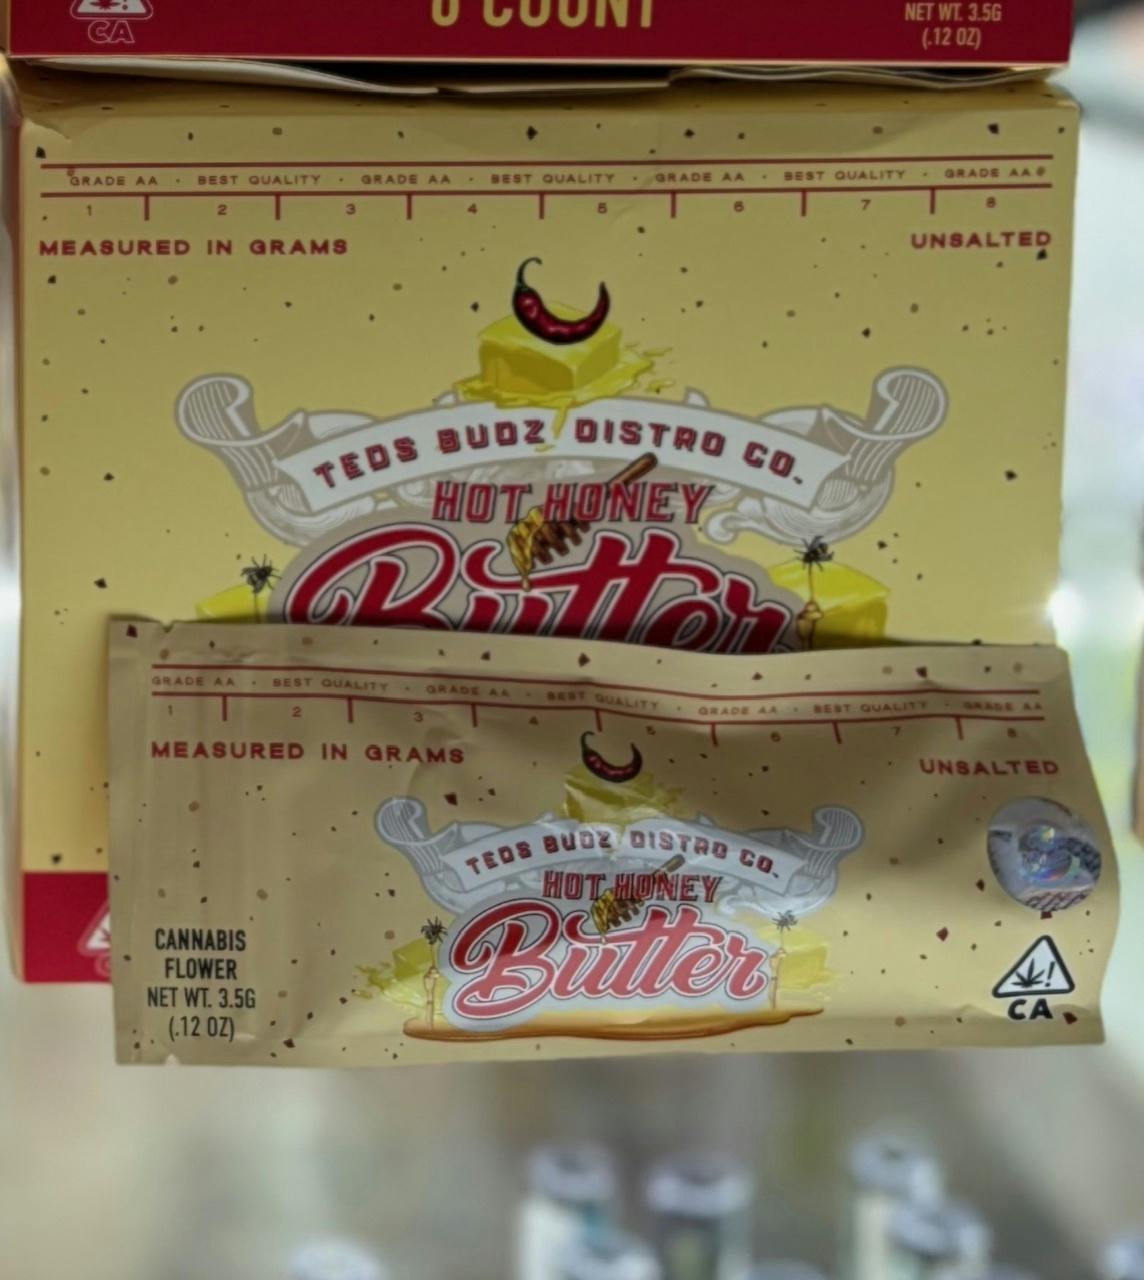 CA
COUNT
NET WT. 3.5G
(.12 OZ)
GRADE AA · BEST QUALITY · GRADE AA · BEST QUALITY · GRADE AA · BEST QUALITY · GRADE AA
1 2 3 4 5 6 7 8
MEASURED IN GRAMS
UNSALTED
TEDS BUDZ DISTRO CO.
HOT HONEY
Butter
GRADE AA · BEST QUALITY · GRADE AA · BEST QUALITY · GRADE AA · BEST QUALITY · GRADE AA
1 2 3 4 5 6 7 8
MEASURED IN GRAMS
UNSALTED
TEDS BUDZ DISTRO CO.
HOT HONEY
Butter
CANNABIS
FLOWER
NET WT. 3.5G
(.12 OZ)
!
CA